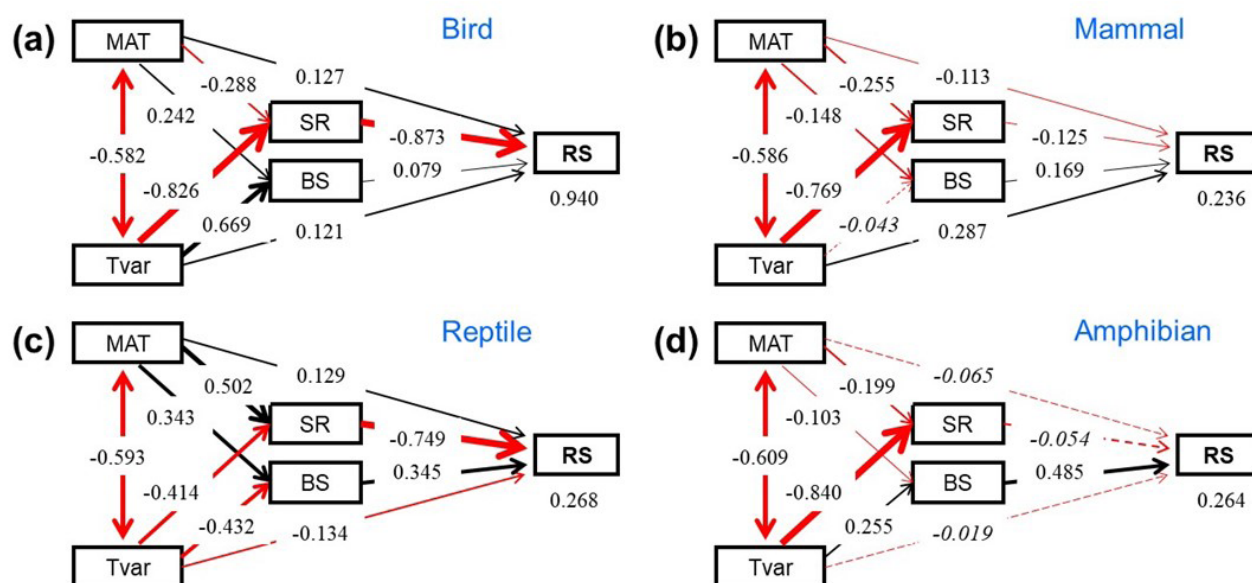 (a)
Bird
MAT
0.127
-0.288
0.242
SR
-0.873
-0.582
RS
BS
0.079
-0.826
0.940
0.669
0.121
Tvar
(b)
Mammal
MAT
-0.113
-0.255
-0.148
SR
-0.125
-0.586
RS
BS
0.169
-0.769
0.236
-0.043
0.287
Tvar
(c)
Reptile
MAT
0.129
0.502
0.343
SR
-0.749
-0.593
RS
BS
0.345
-0.414
0.268
-0.432
-0.134
Tvar
(d)
Amphibian
MAT
-0.065
-0.199
-0.103
SR
-0.054
-0.609
RS
BS
0.485
-0.840
0.264
0.255
-0.019
Tvar